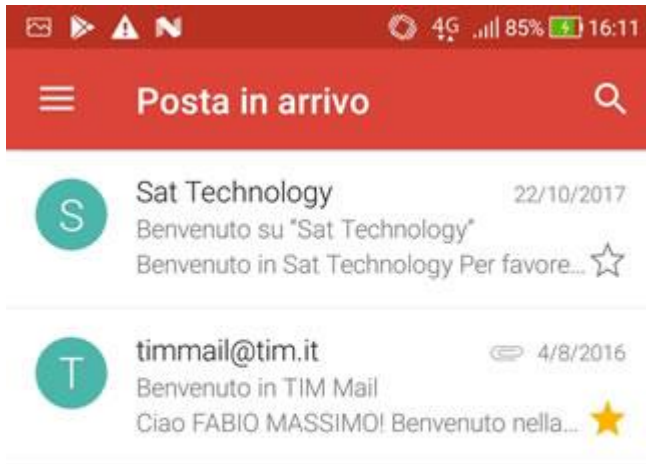 4G 85% 16:11
Posta in arrivo
S
Sat Technology 22/10/2017
Benvenuto su "Sat Technology"
Benvenuto in Sat Technology Per favore...
T
timmail@tim.it 4/8/2016
Benvenuto in TIM Mail
Ciao FABIO MASSIMO! Benvenuto nella...